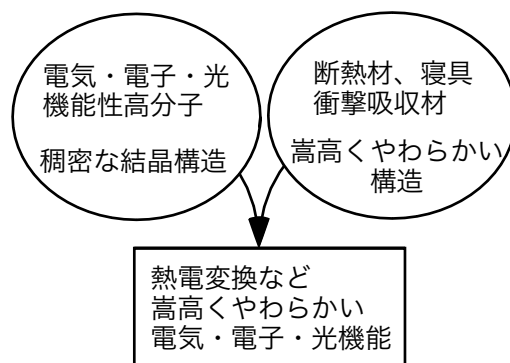 電気・電子・光
機能性高分子
稠密な結晶構造
断熱材、寝具
衝撃吸収材
嵩高くやわらかい
構造
熱電変換など
嵩高くやわらかい
電気・電子・光機能